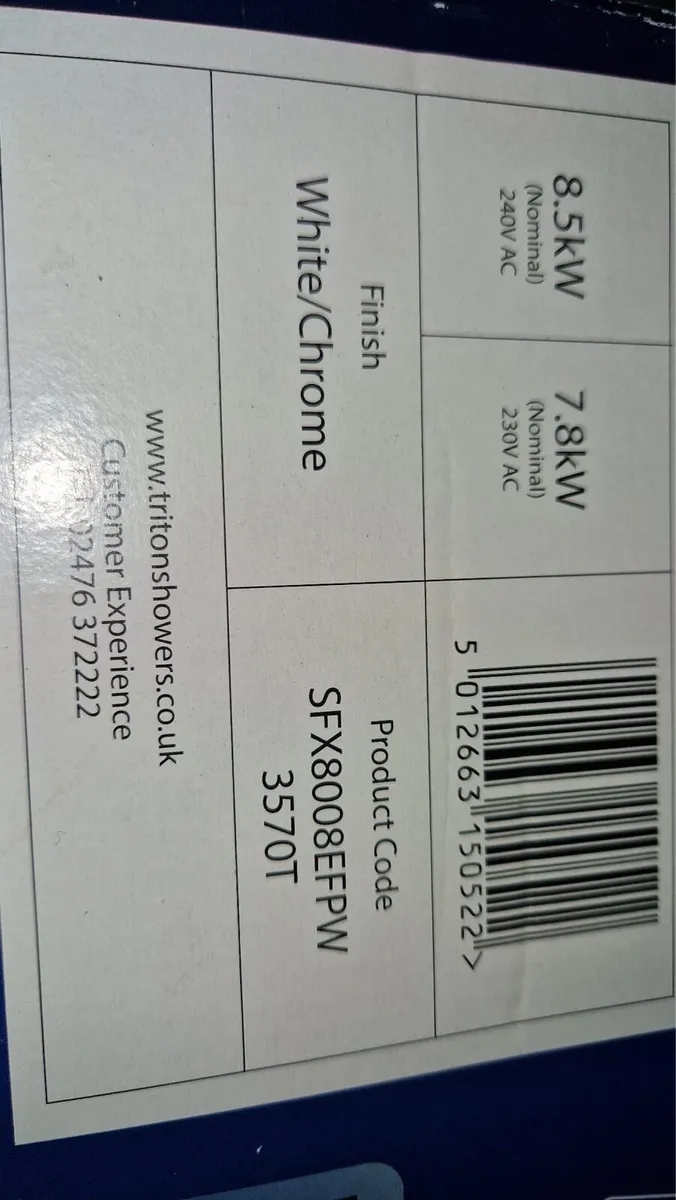 8.5kW
(Nominal)
240V AC
7.8kW
(Nominal)
230V AC
5 012663 150522 >
Finish
White/Chrome
Product Code
SFX8008EFPW
3570T
www.tritonshowers.co.uk
Customer Experience
02476 372222